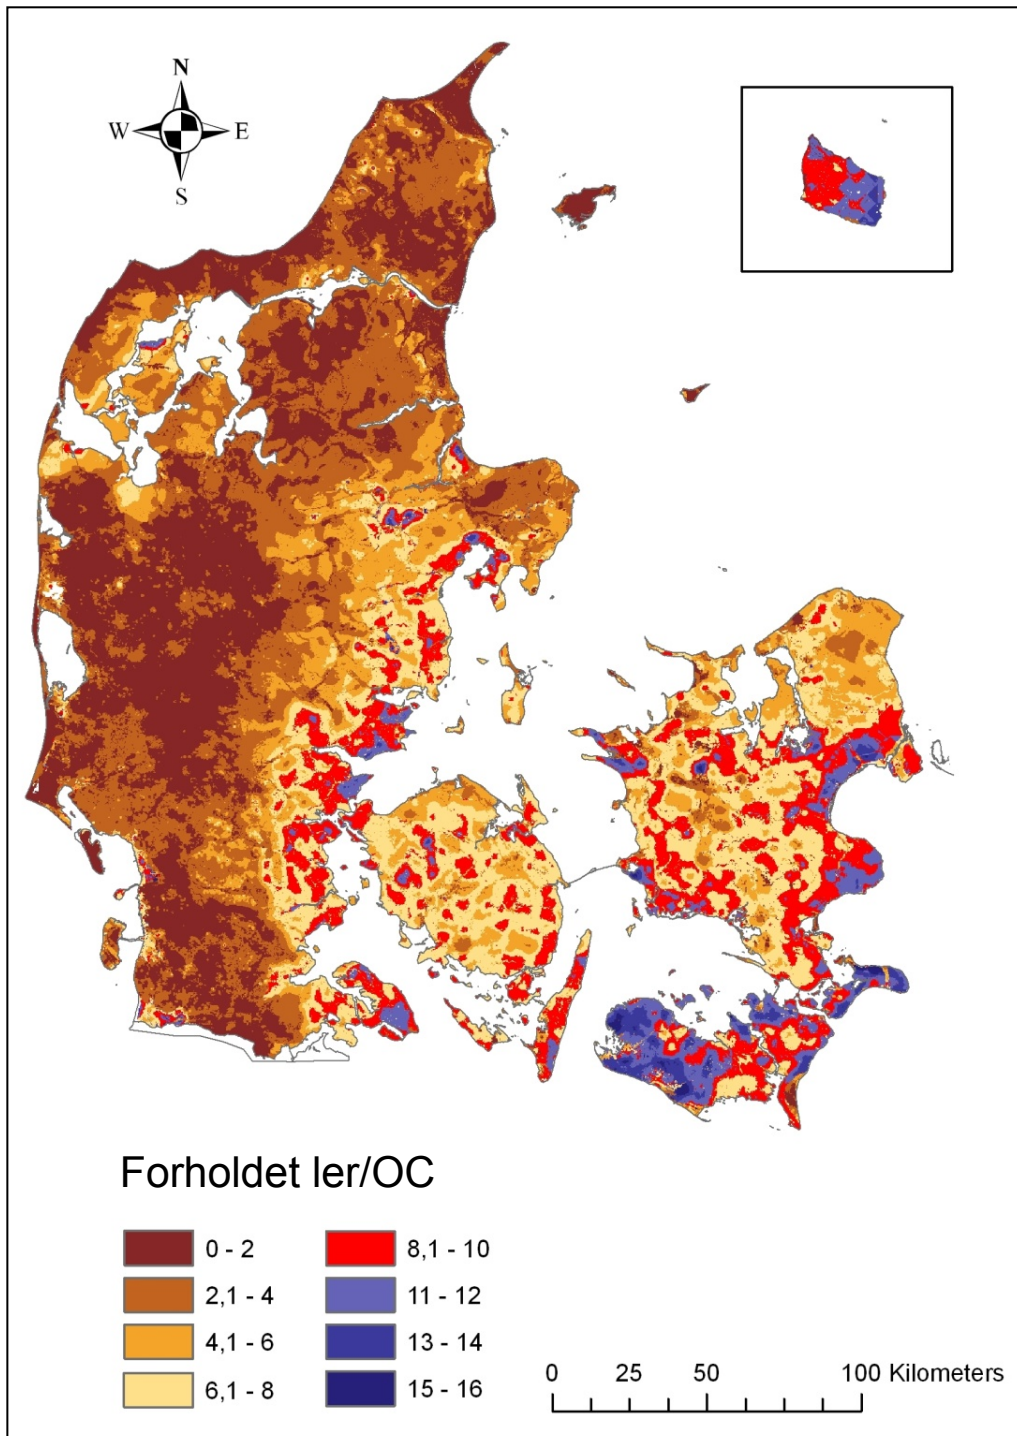 N
W E
S
Forholdet ler/OC
0 - 2
2,1 - 4
4,1 - 6
6,1 - 8
8,1 - 10
11 - 12
13 - 14
15 - 16
0 25 50 100 Kilometers